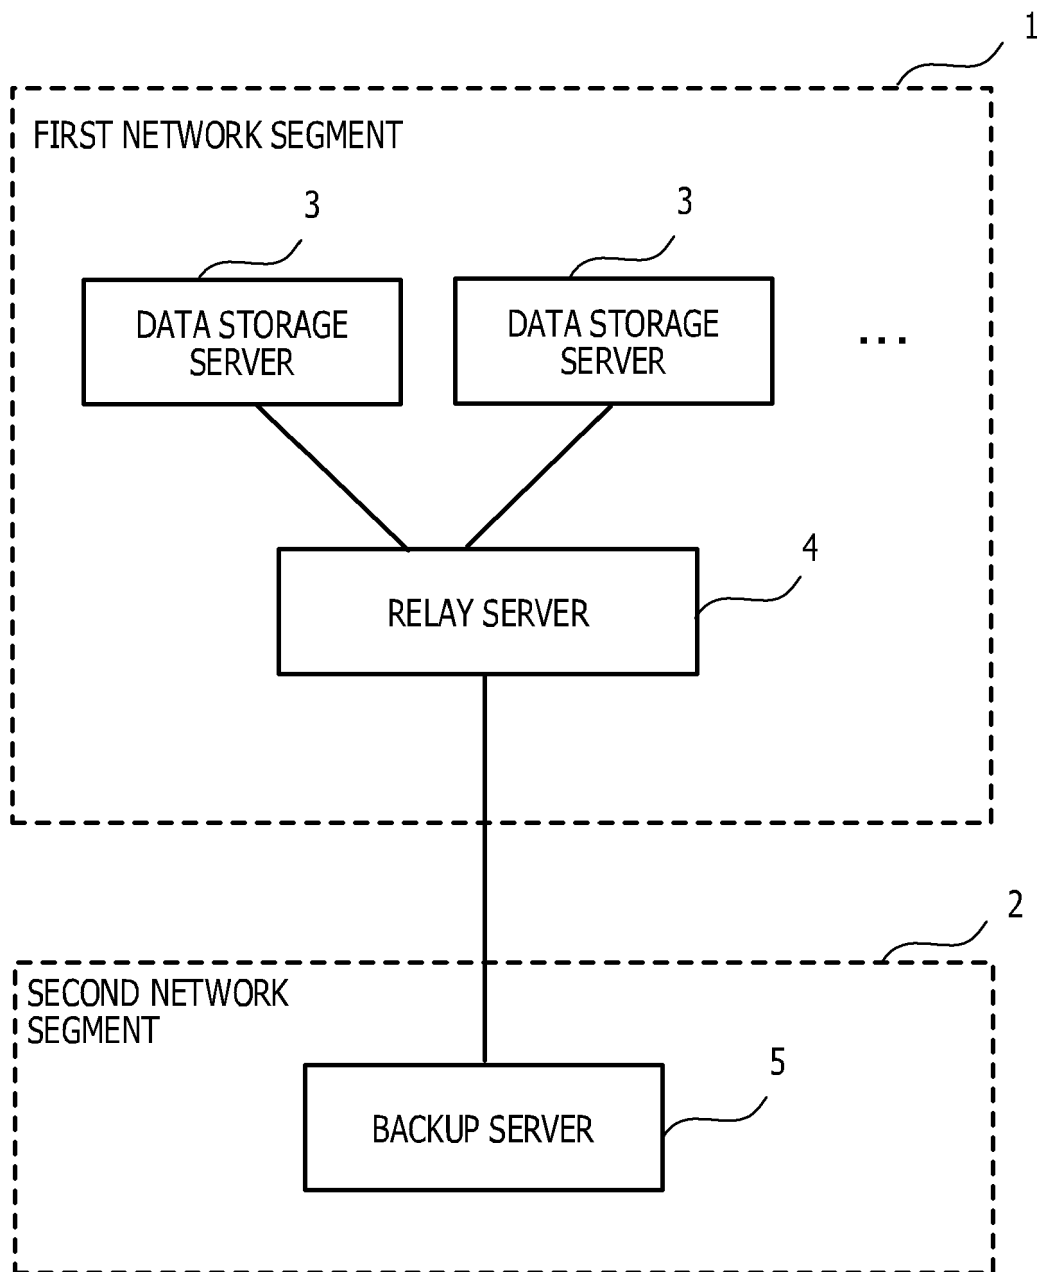 1
FIRST NETWORK SEGMENT
3
3
DATA STORAGE
SERVER
DATA STORAGE
SERVER
...
4
RELAY SERVER
2
SECOND NETWORK
SEGMENT
5
BACKUP SERVER